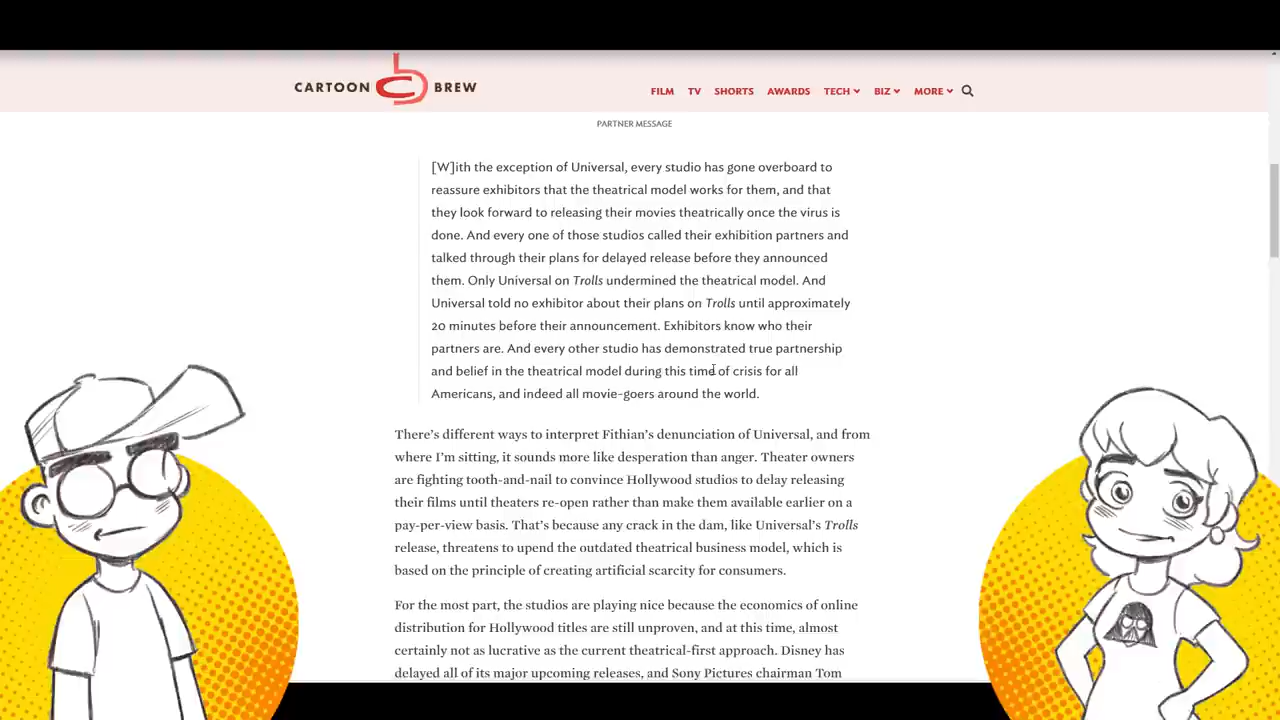 CARTOON BREW
FILM TV SHORTS AWARDS TECH BIZ MORE
PARTNER MESSAGE
[W]ith the exception of Universal, every studio has gone overboard to
reassure exhibitors that the theatrical model works for them, and that
they look forward to releasing their movies theatrically once the virus is
done. And every one of those studios called their exhibition partners and
talked through their plans for delayed release before they announced
them. Only Universal on Trolls undermined the theatrical model. And
Universal told no exhibitor about their plans on Trolls until approximately
20 minutes before their announcement. Exhibitors know who their
partners are. And every other studio has demonstrated true partnership
and belief in the theatrical model during this time of crisis for all
Americans, and indeed all movie-goers around the world.
There's different ways to interpret Fithian's denunciation of Universal, and from
where I'm sitting, it sounds more like desperation than anger. Theater owners
are fighting tooth-and-nail to convince Hollywood studios to delay releasing
their films until theaters re-open rather than make them available earlier on a
pay-per-view basis. That's because any crack in the dam, like Universal's Trolls
release, threatens to upend the outdated theatrical business model, which is
based on the principle of creating artificial scarcity for consumers.
For the most part, the studios are playing nice because the economics of online
distribution for Hollywood titles are still unproven, and at this time, almost
certainly not as lucrative as the current theatrical-first approach. Disney has
delayed all of its major upcoming releases, and Sony Pictures chairman Tom